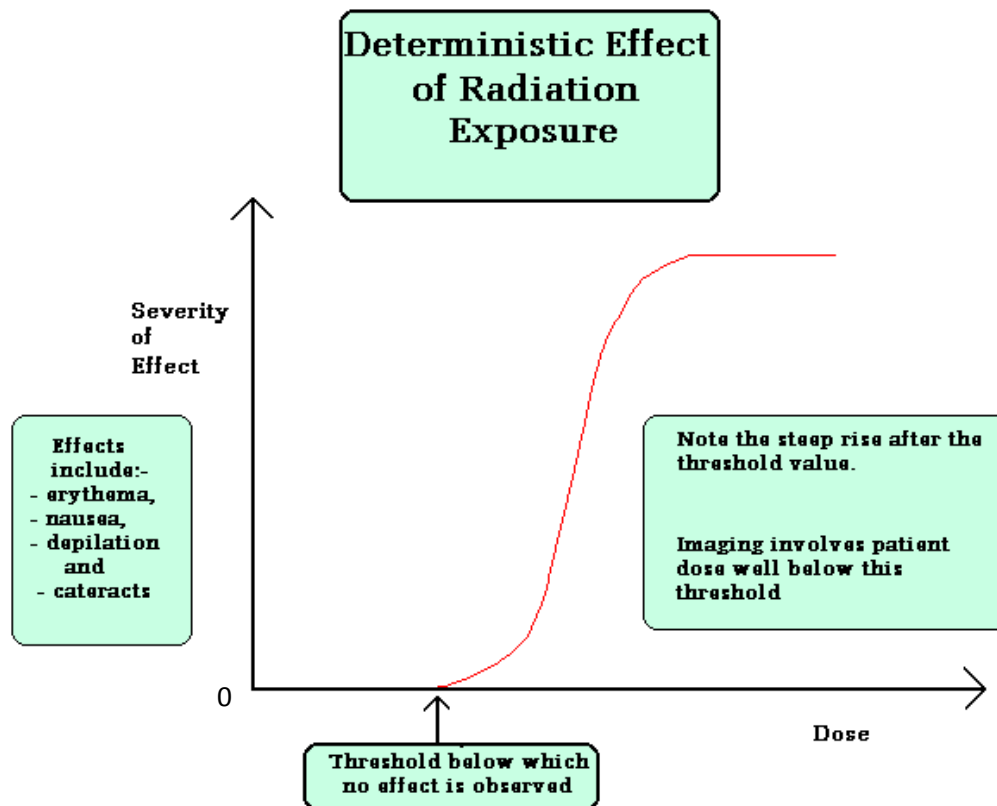 Deterministic Effect
of Radiation
Exposure
Severity
of
Effect
Effects
include:-
- erythema,
- nausea,
- depilation
and
- cateracts
Note the steep rise after the
threshold value.
Imaging involves patient
dose well below this
threshold
0
Dose
Threshold below which
no effect is observed